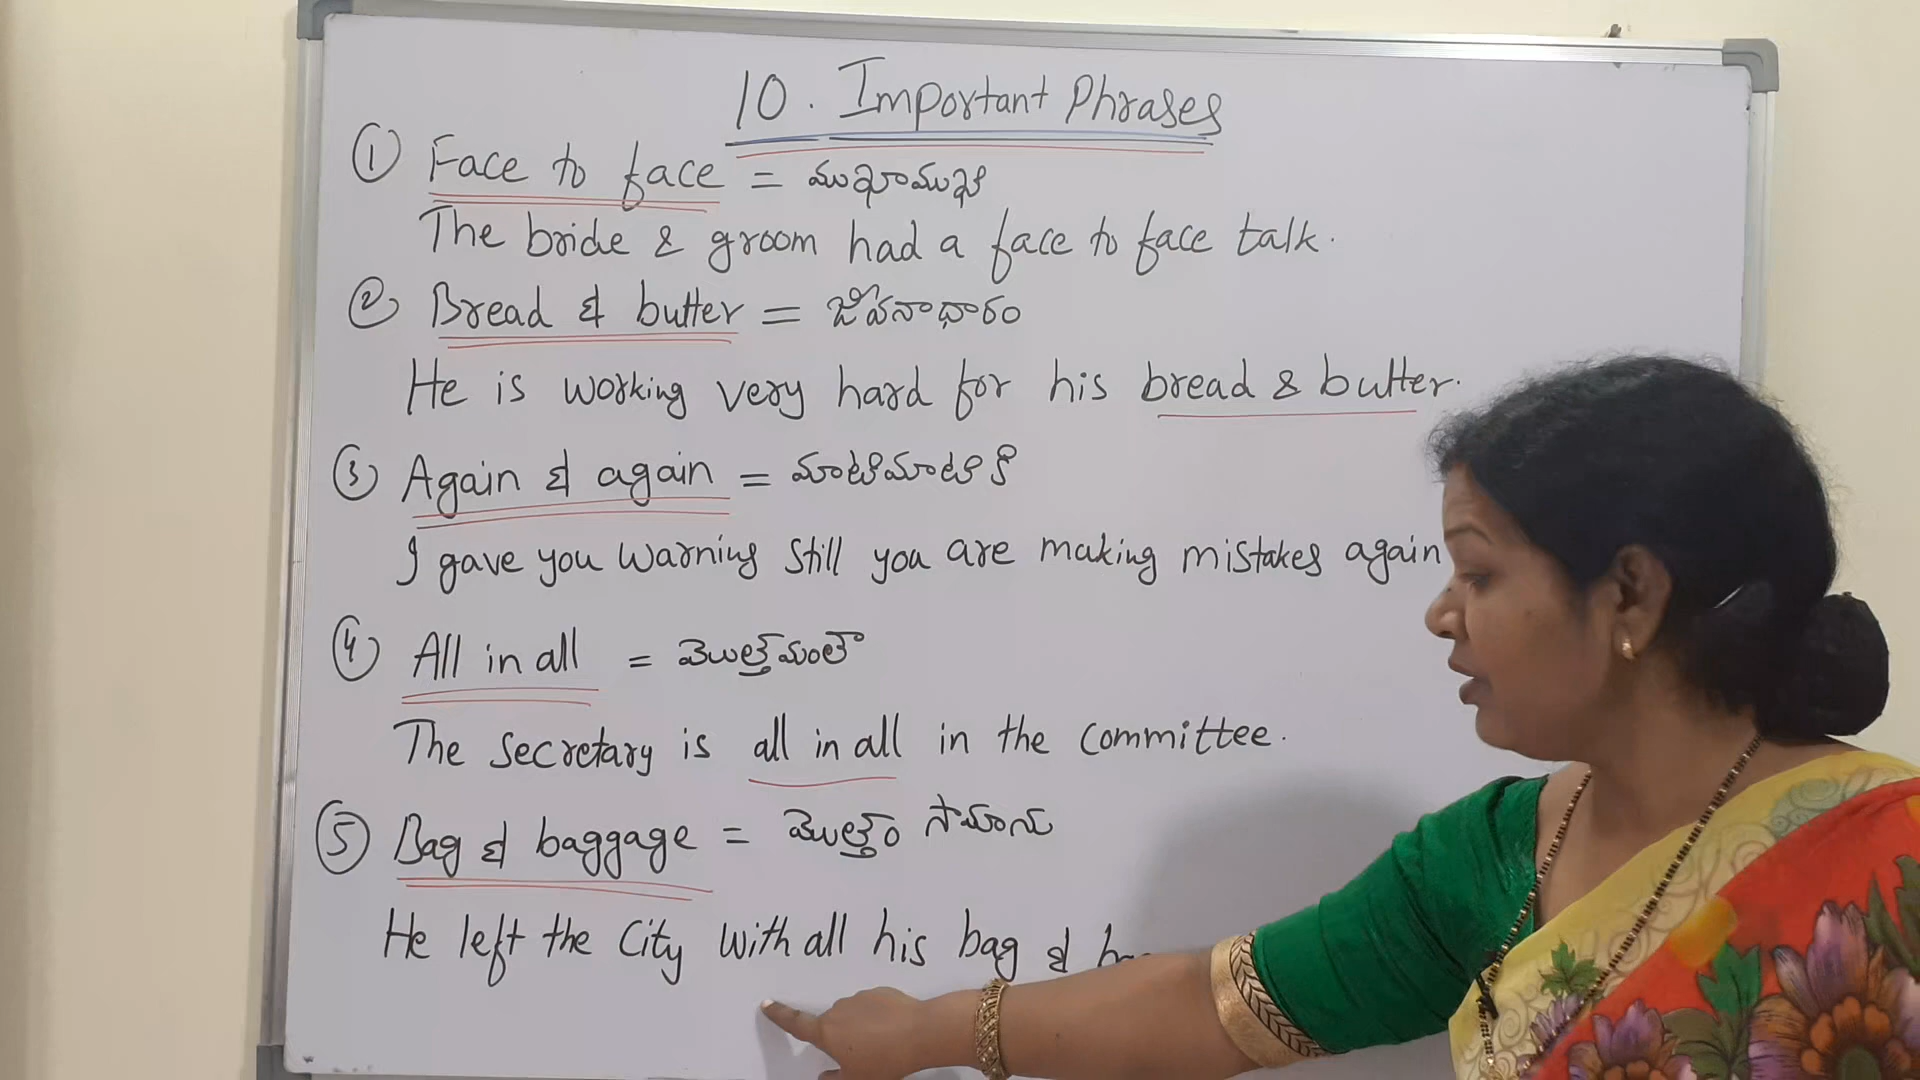 10. Important Phrases
① Face to face = ముఖాముఖి
The bride & groom had a face to face talk.
② Bread & butter = జీవనాధారం
He is working very hard for his bread & butter.
③ Again & again = మాటిమాటికీ
I gave you warning still you are making mistakes again
④ All in all = మొత్తమంతా
The secretary is all in all in the committee.
⑤ Bag & baggage = మొత్తం సామాను
He left the city with all his bag &